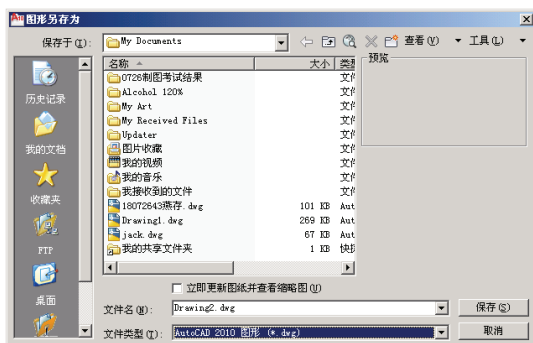 图形另存为
保存于(I):
My Documents
查看(V)
工具(L)
名称
大小
类型
预览
0726制图考试结果
文件
Alcohol 120%
文件
My Art
文件
My Received Files
文件
Updater
文件
图片收藏
文件
我的视频
文件
我的音乐
文件
我接收到的文件
文件
18072643燕存.dwg
101 KB
Aut
Drawing1.dwg
269 KB
Aut
jack.dwg
67 KB
Aut
我的共享文件夹
1 KB
快捷
历史记录
我的文档
收藏夹
FTP
桌面
立即更新图纸并查看缩略图(U)
文件名(N):
Drawing2.dwg
保存(S)
文件类型(T):
AutoCAD 2010 图形 (*.dwg)
取消